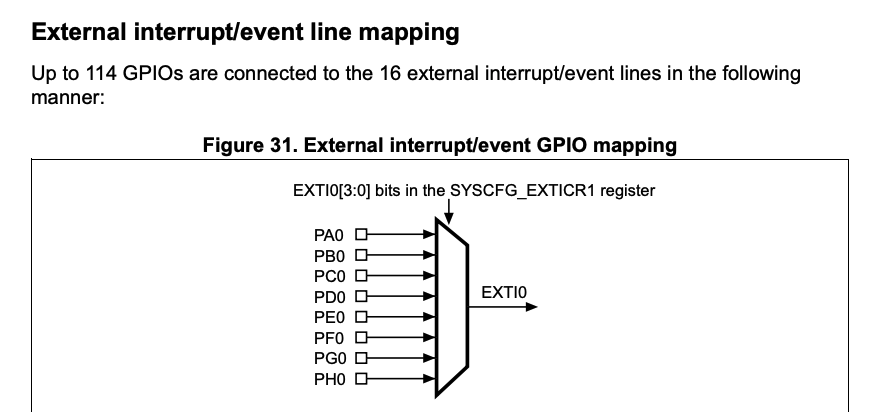 External interrupt/event line mapping
Up to 114 GPIOs are connected to the 16 external interrupt/event lines in the following
manner:
Figure 31. External interrupt/event GPIO mapping
EXTI0[3:0] bits in the SYSCFG_EXTICR1 register
PA0
PB0
PC0
PD0
PE0
PF0
PG0
PH0
EXTI0